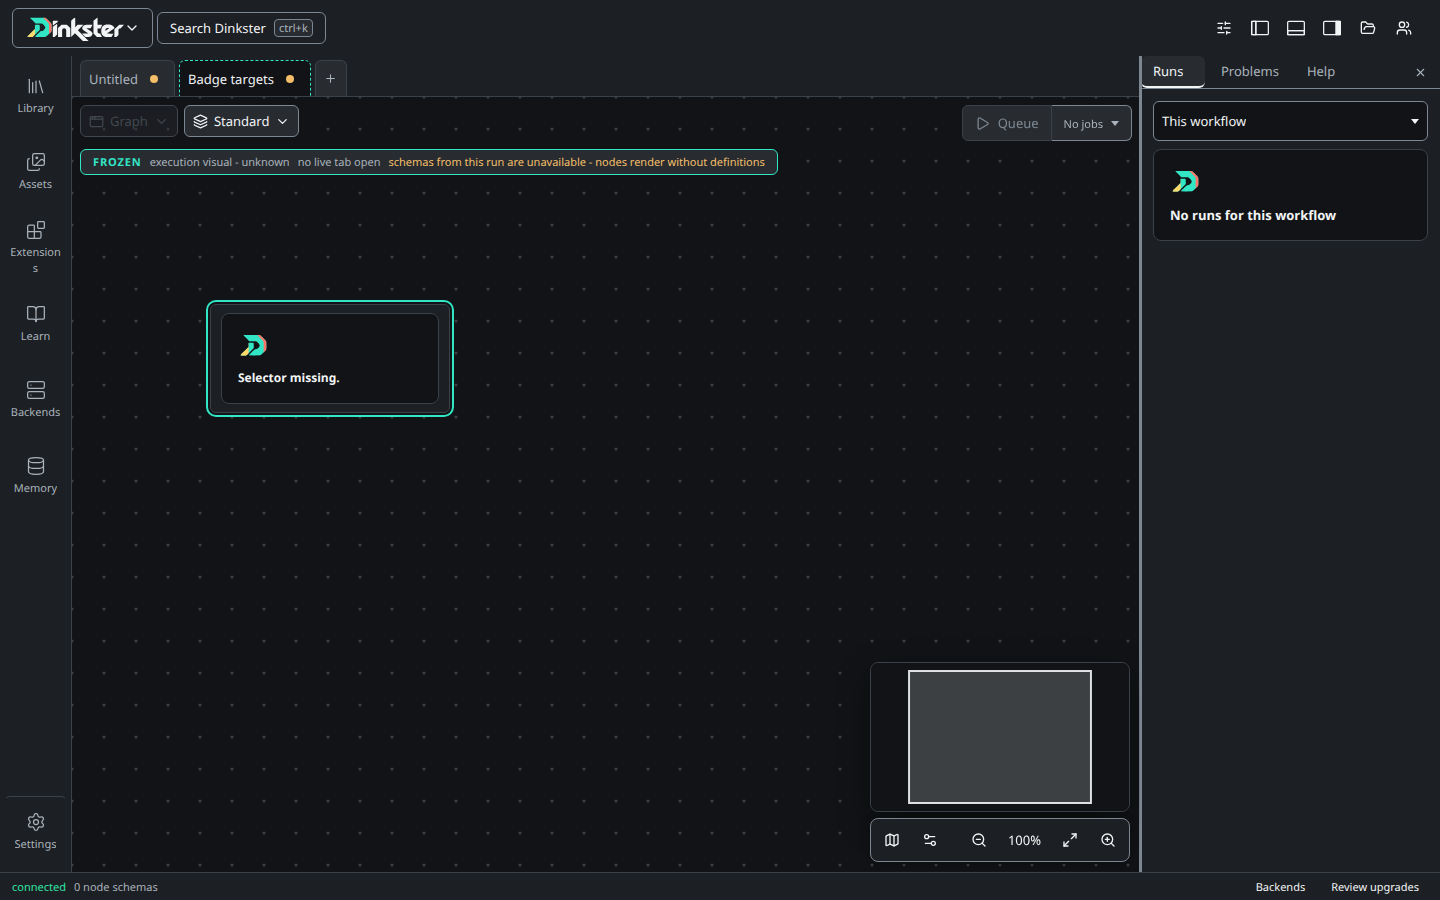 Dinkster
Search Dinkster ctrl+k
Library
Assets
Extension
s
Learn
Backends
Memory
Settings
Untitled
Badge targets
+
Graph
Standard
Queue
No jobs
FROZEN execution visual - unknown no live tab open schemas from this run are unavailable - nodes render without definitions
Selector missing.
100%
Runs
Problems
Help
This workflow
No runs for this workflow
connected 0 node schemas
Backends
Review upgrades